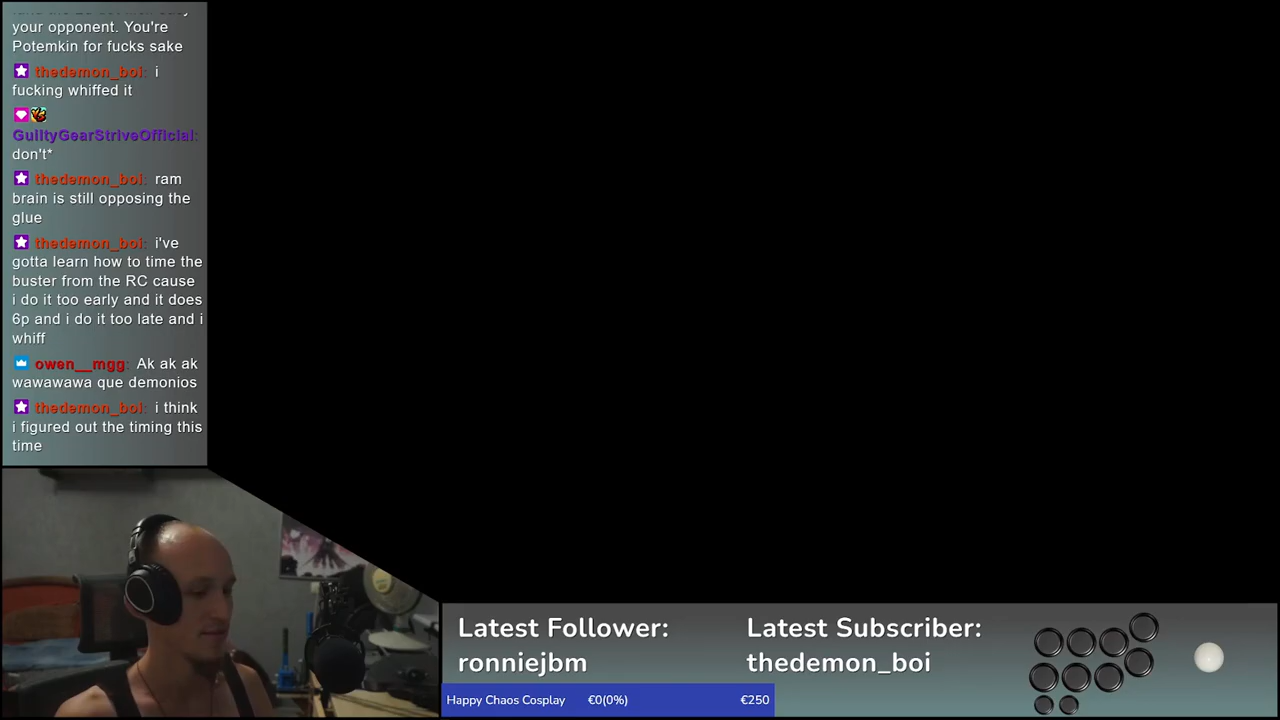 your opponent. You're
Potemkin for fucks sake
thedemon_boi: i
fucking whiffed it
GuiltyGearStriveOfficial:
don't*
thedemon_boi: ram
brain is still opposing the
glue
thedemon_boi: i've
gotta learn how to time the
buster from the RC cause
i do it too early and it does
6p and i do it too late and i
whiff
owen__mgg: Ak ak ak
wawawawa que demonios
thedemon_boi: i think
i figured out the timing this
time
Latest Follower:
ronniejbm
Latest Subscriber:
thedemon_boi
Happy Chaos Cosplay €0(0%) €250